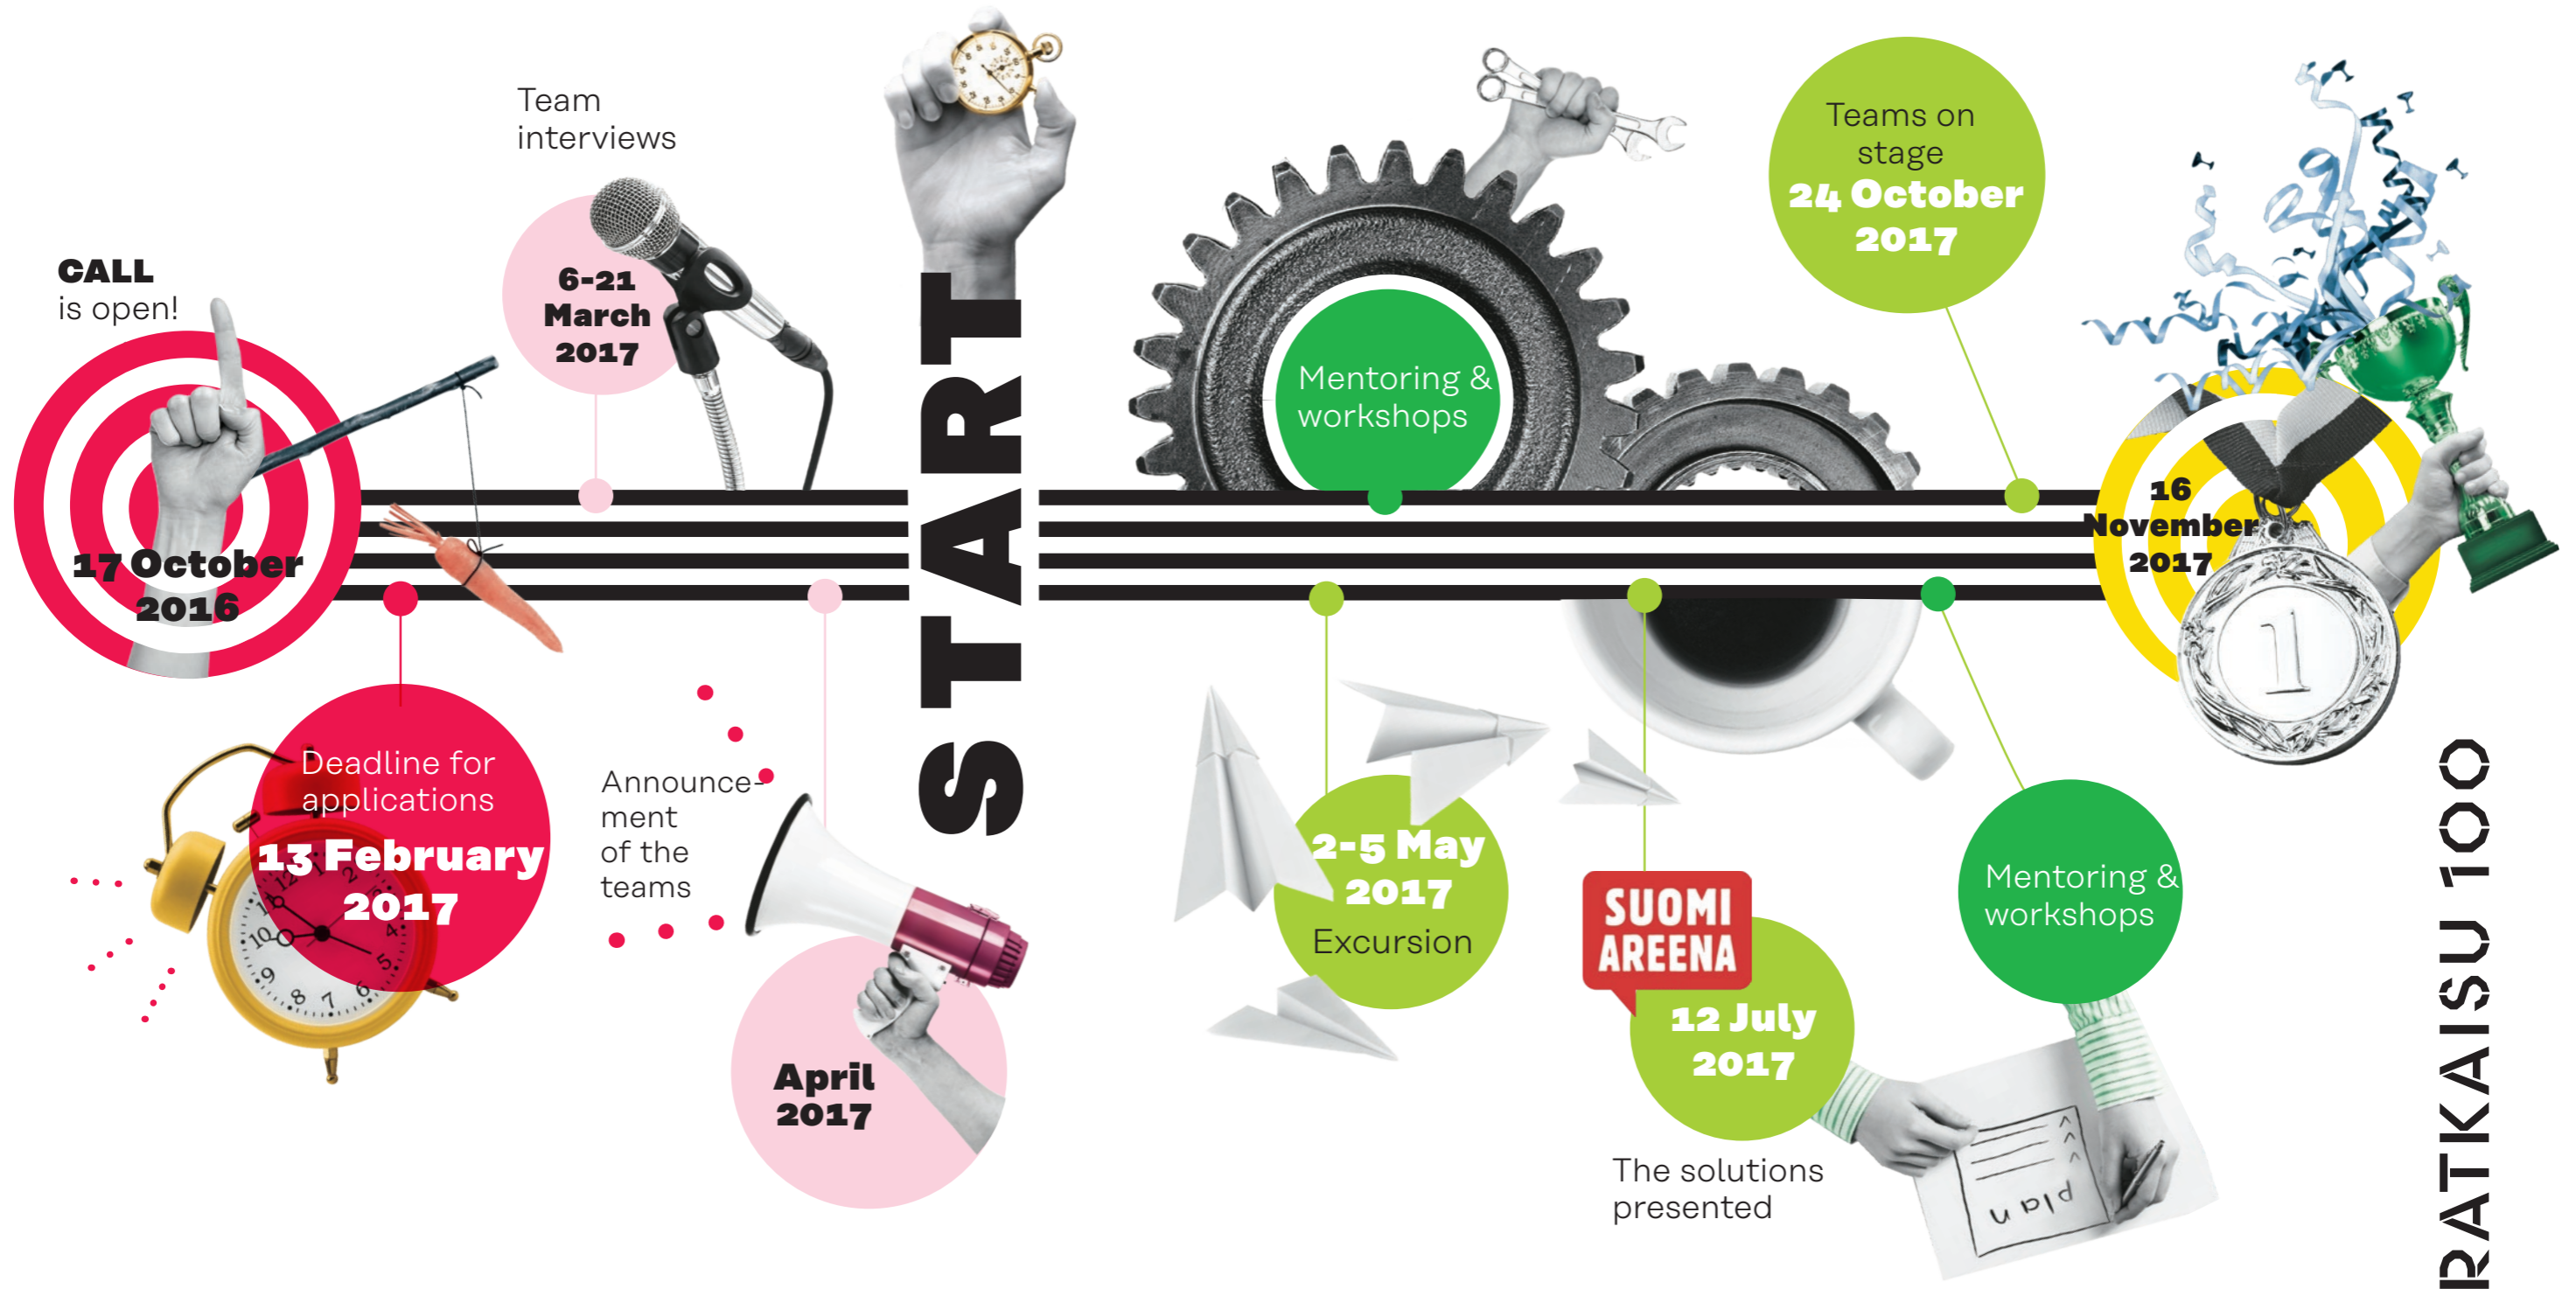 CALL
is open!
17 October
2016
Deadline for
applications
13 February
2017
Team
interviews
6-21
March
2017
Announce-
ment
of the
teams
April
2017
START
Mentoring &
workshops
2-5 May
2017
Excursion
SUOMI
AREENA
12 July
2017
The solutions
presented
Mentoring &
workshops
plan
Teams on
stage
24 October
2017
16
November
2017
1
RATKAISU 100